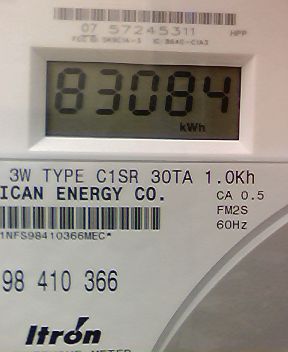 07 57245311 HPP
83084
kWh
3W TYPE C1SR 30TA 1.0Kh
ICAN ENERGY CO.
CA 0.5
FM2S
60Hz
1NFS98410366MEC*
98 410 366
Itron